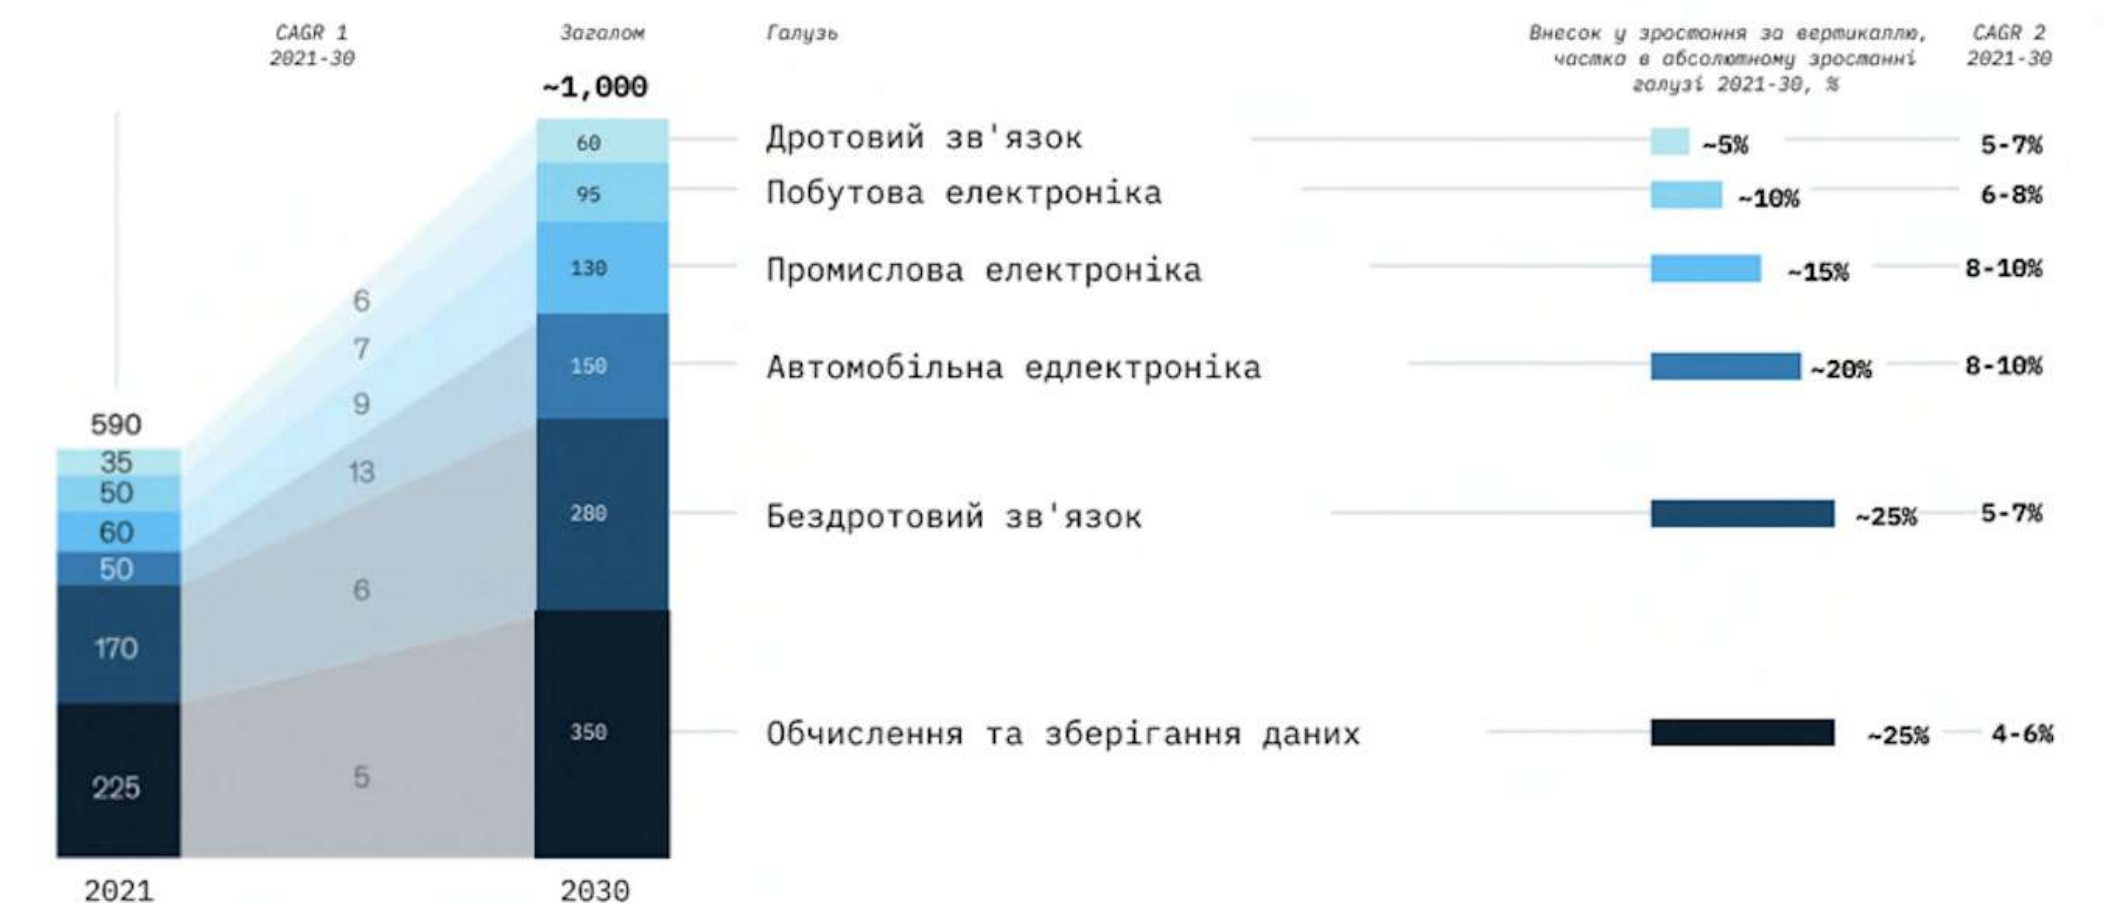 CAGR 1
2021-30
Загалом
Галузь
Внесок у зростання за вертикаллю,
частка в абсолютному зростанні
галузі 2021-30, %
CAGR 2
2021-30
~1,000
60
Дротовий зв'язок
~5%
5-7%
95
Побутова електроніка
~10%
6-8%
130
Промислова електроніка
~15%
8-10%
150
Автомобільна едлектроніка
~20%
8-10%
280
Бездротовий зв'язок
~25%
5-7%
350
Обчислення та зберігання даних
~25%
4-6%
6
7
9
13
6
5
590
35
50
60
50
170
225
2021
2030